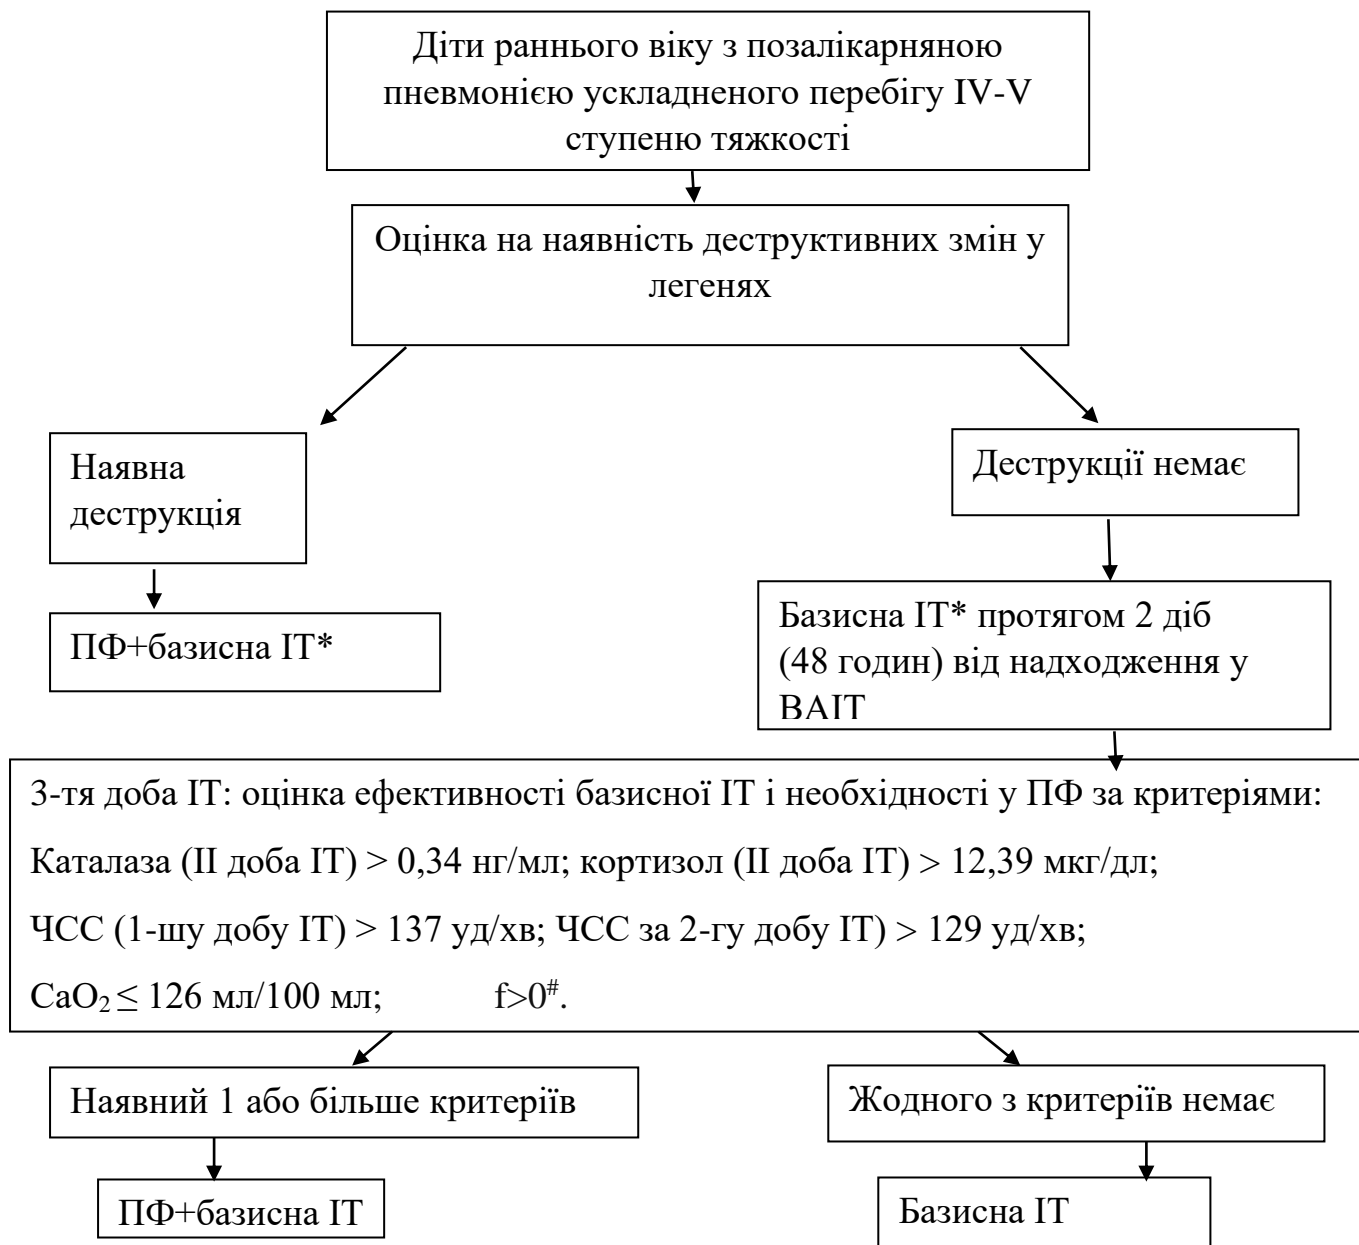 Діти раннього віку з позалікарняною
пневмонією ускладненого перебігу IV-V
ступеню тяжкості
Оцінка на наявність деструктивних змін у
легенях
Наявна
деструкція
Деструкції немає
ПФ+базисна ІТ*
Базисна ІТ* протягом 2 діб
(48 годин) від надходження у
ВАІТ
3-тя доба ІТ: оцінка ефективності базисної ІТ і необхідності у ПФ за критеріями:
Каталаза (ІІ доба ІТ) > 0,34 нг/мл; кортизол (ІІ доба ІТ) > 12,39 мкг/дл;
ЧСС (1-шу добу ІТ) > 137 уд/хв; ЧСС за 2-гу добу ІТ) > 129 уд/хв;
CaO₂ ≤ 126 мл/100 мл; f>0#.
Наявний 1 або більше критеріїв
Жодного з критеріїв немає
ПФ+базисна ІТ
Базисна ІТ